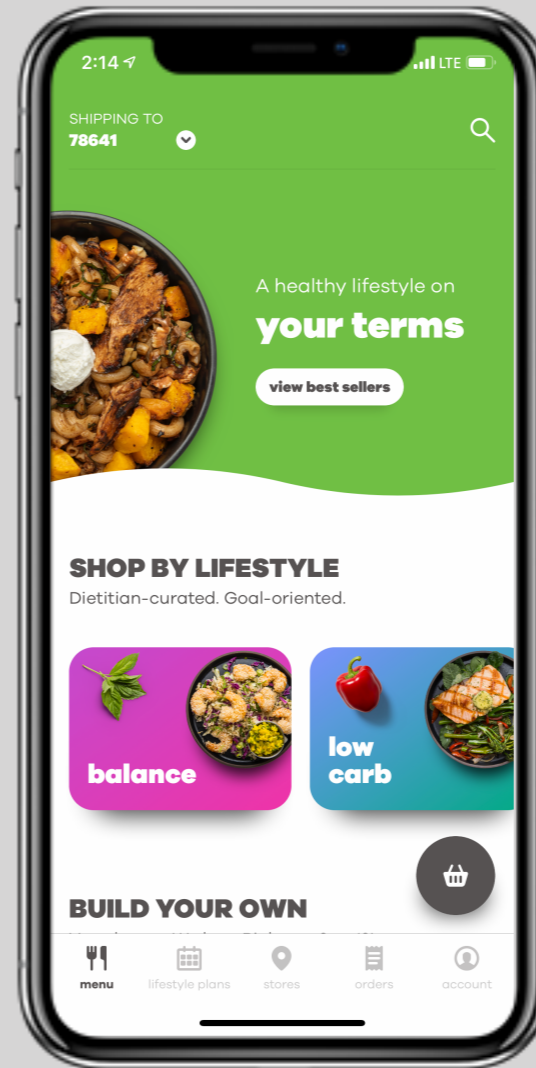 2:14 LTE
SHIPPING TO
78641
A healthy lifestyle on
your terms
view best sellers
SHOP BY LIFESTYLE
Dietitian-curated. Goal-oriented.
balance
low
carb
BUILD YOUR OWN
menu lifestyle plans stores orders account